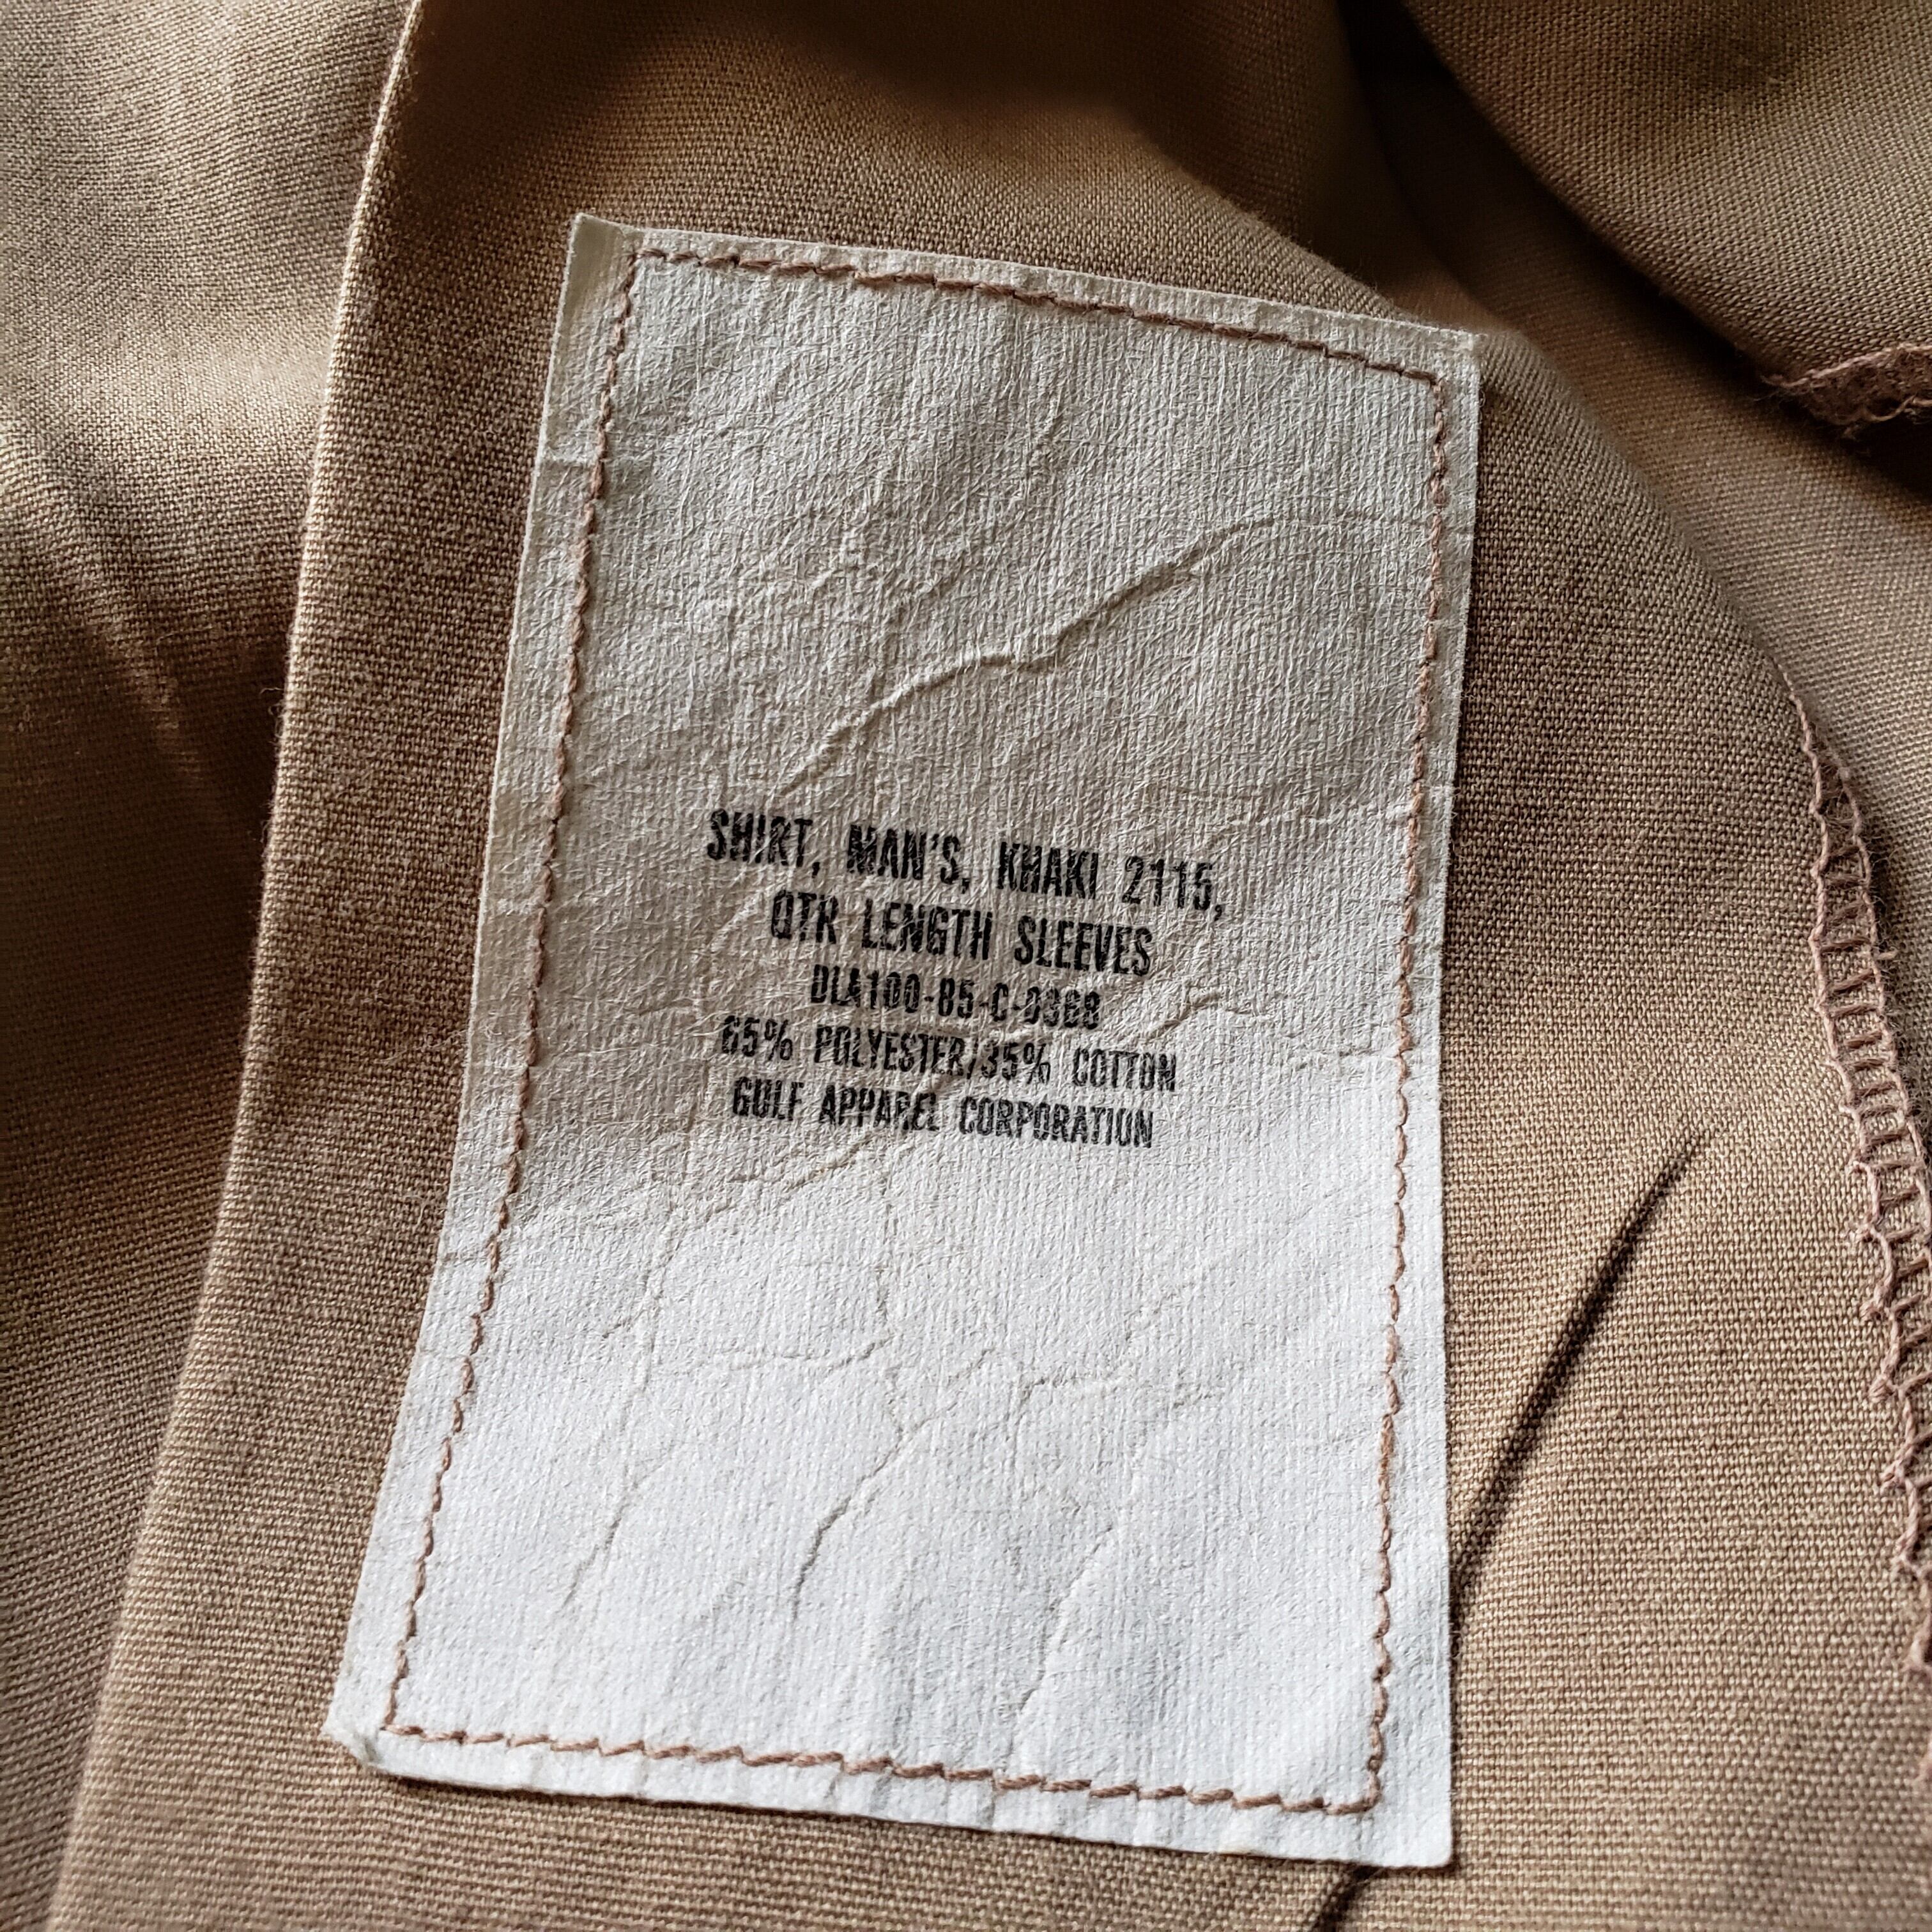 SHIRT, MAN'S, KHAKI 2115,
QTR LENGTH SLEEVES
DLA100-85-C-0368
65% POLYESTER/35% COTTON
GULF APPAREL CORPORATION